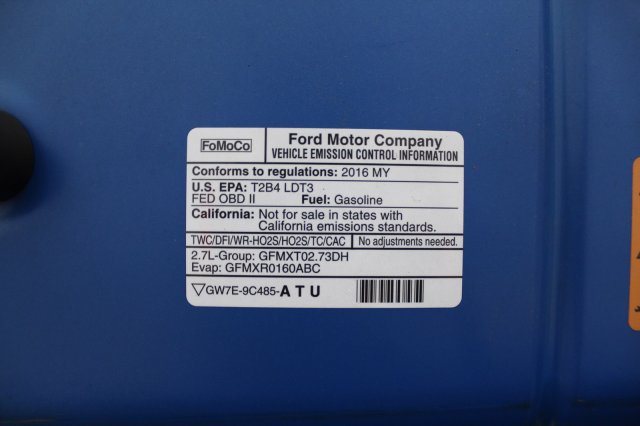 FoMoCo
Ford Motor Company
VEHICLE EMISSION CONTROL INFORMATION
Conforms to regulations: 2016 MY
U.S. EPA: T2B4 LDT3
FED OBD II Fuel: Gasoline
California: Not for sale in states with
California emissions standards.
TWC/DFI/WR-HO2S/HO2S/TC/CAC No adjustments needed.
2.7L-Group: GFMXT02.73DH
Evap: GFMXR0160ABC
▽GW7E-9C485-A T U